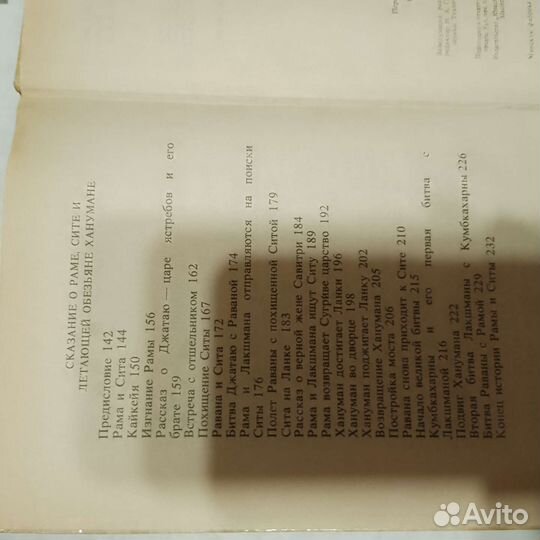 СКАЗАНИЕ О РАМЕ, СИТЕ И
ЛЕТАЮЩЕЙ ОБЕЗЬЯНЕ ХАНУМАНЕ
Предисловие 142
Рама и Сита 144
Кайкейя 150
Изгнание Рамы 156
Рассказ о Джатаю — царе ястребов и его
брате 159
Встреча с отшельником 162
Похищение Ситы 167
Равана и Сита 172
Битва Джатаю с Раваной 174
Рама и Лакшмана отправляются на поиски
Ситы 176
Полет Раваны с похищенной Ситой 179
Сита на Ланке 183
Рассказ о верной жене Савитри 184
Рама и Лакшмана ищут Ситу 189
Рама возвращает Сугриве царство 192
Хануман достигает Ланки 196
Хануман во дворце 198
Хануман поджигает Ланку 202
Возвращение Ханумана 205
Постройка моста 206
Равана приходит к Сите 210
Начало великой битвы 215
Кумбкахарны и его первая битва с
Лакшманой 216
Подвиг Ханумана 222
Вторая битва Лакшманы с Кумбкахарны 226
Битва Раваны с Рамой 229
Конец истории Рамы и Ситы 232
Avito